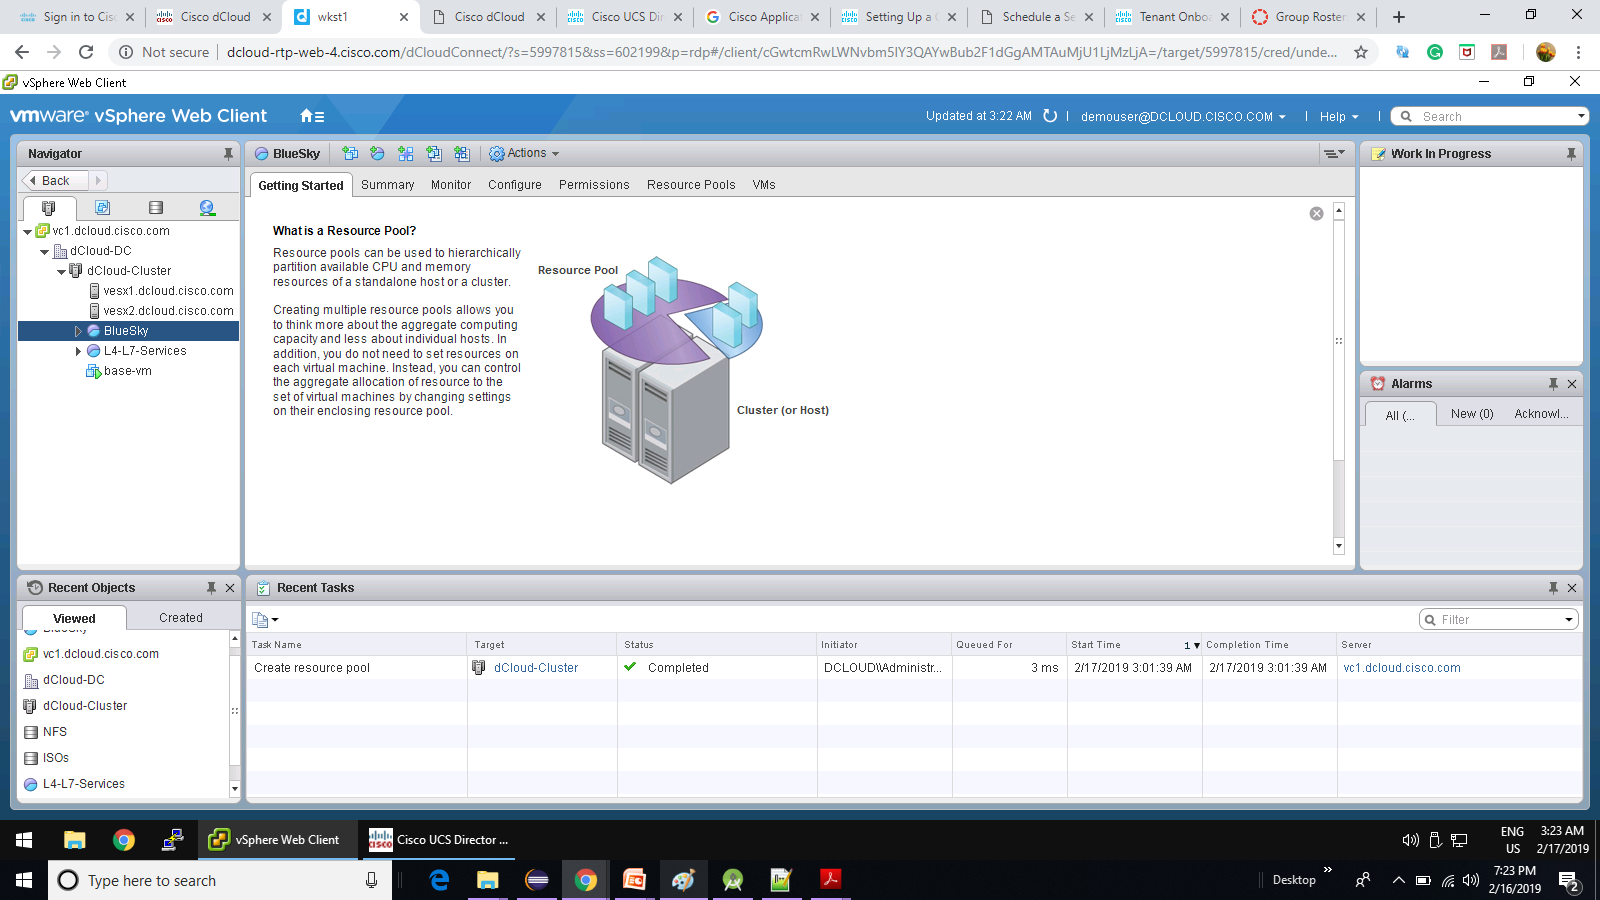 Sign in to Cisc
Cisco dCloud
wkst1
Cisco dCloud
Cisco UCS Dir
Cisco Applicat
Setting Up a C
Schedule a Se
Tenant Onboa
Group Roster
Not secure
dcloud-rtp-web-4.cisco.com/dCloudConnect/?s=5997815&ss=602199&p=rdp#/client/cGwtcmRwLWNvbm5lY3QAYwBub2F1dGgAMTAuMjU1LjMzLjA=/target/5997815/cred/unde...
vSphere Web Client
vmware® vSphere Web Client
Updated at 3:22 AM
demouser@DCLOUD.CISCO.COM
Help
Search
Navigator
Back
vc1.dcloud.cisco.com
dCloud-DC
dCloud-Cluster
vesx1.dcloud.cisco.com
vesx2.dcloud.cisco.com
BlueSky
L4-L7-Services
base-vm
BlueSky
Actions
Getting Started
Summary
Monitor
Configure
Permissions
Resource Pools
VMs
What is a Resource Pool?
Resource pools can be used to hierarchically
partition available CPU and memory
resources of a standalone host or a cluster.
Creating multiple resource pools allows you
to think more about the aggregate computing
capacity and less about individual hosts. In
addition, you do not need to set resources on
each virtual machine. Instead, you can control
the aggregate allocation of resource to the
set of virtual machines by changing settings
on their enclosing resource pool.
Resource Pool
Cluster (or Host)
Work In Progress
Alarms
All (...
New (0)
Acknowl...
Recent Objects
Viewed
Created
BlueSky
vc1.dcloud.cisco.com
dCloud-DC
dCloud-Cluster
NFS
ISOs
L4-L7-Services
Recent Tasks
Filter
Task Name
Target
Status
Initiator
Queued For
Start Time
1
Completion Time
Server
Create resource pool
dCloud-Cluster
Completed
DCLOUD\\Administr...
3 ms
2/17/2019 3:01:39 AM
2/17/2019 3:01:39 AM
vc1.dcloud.cisco.com
vSphere Web Client
CISCO
Cisco UCS Director ...
ENG
US
3:23 AM
2/17/2019
Type here to search
Desktop
7:23 PM
2/16/2019
2